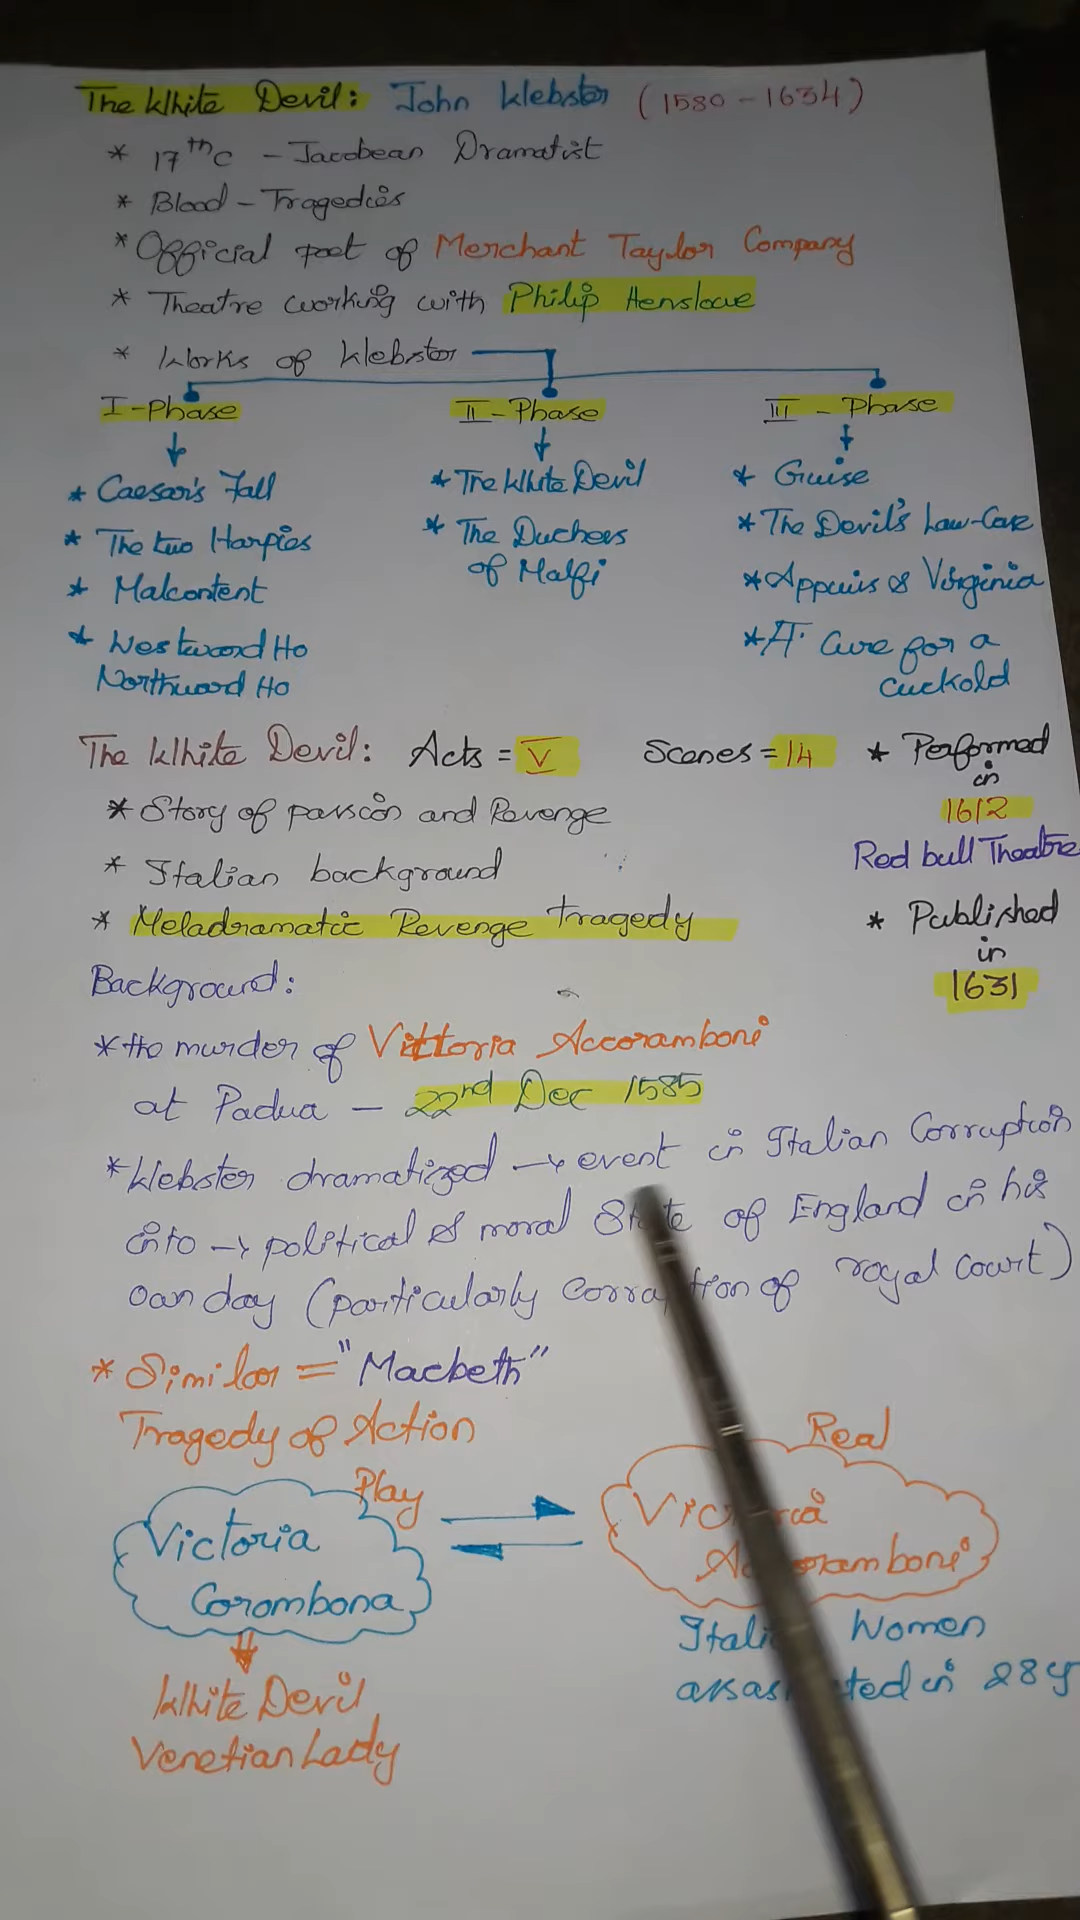 The White Devil: John Webster (1580-1634)
* 17th C - Jacobean Dramatist
* Blood - Tragedies
* Official poet of Merchant Taylor Company
* Theatre working with Philip Henslowe
* Works of Webster
I-Phase II-Phase III-Phase
* Caesar's Fall
* The two Harpies
* Malcontent
* Westward Ho
Northward Ho
* The White Devil
* The Duchess
of Malfi
* Guise
* The Devil's Law-Case
* Appuis & Virginia
* A Cure for a
cuckold
The White Devil: Acts = V Scenes = 14
* Performed
in
1612
Red bull Theatre
* Published
in
1631
* Story of passion and Revenge
* Italian background
* Meladramatic Revenge tragedy
Background:
* the murder of Vittoria Accoramboni
at Padua - 22nd Dec 1585
* Webster dramatized → event in Italian Corruption
into → political & moral State of England in his
own day (particularly corruption of royal court)
* Similar = "Macbeth"
Tragedy of Action
Play
Victoria
Corombona
White Devil
Venetian Lady
Real
Accoramboni
Women
in 28y